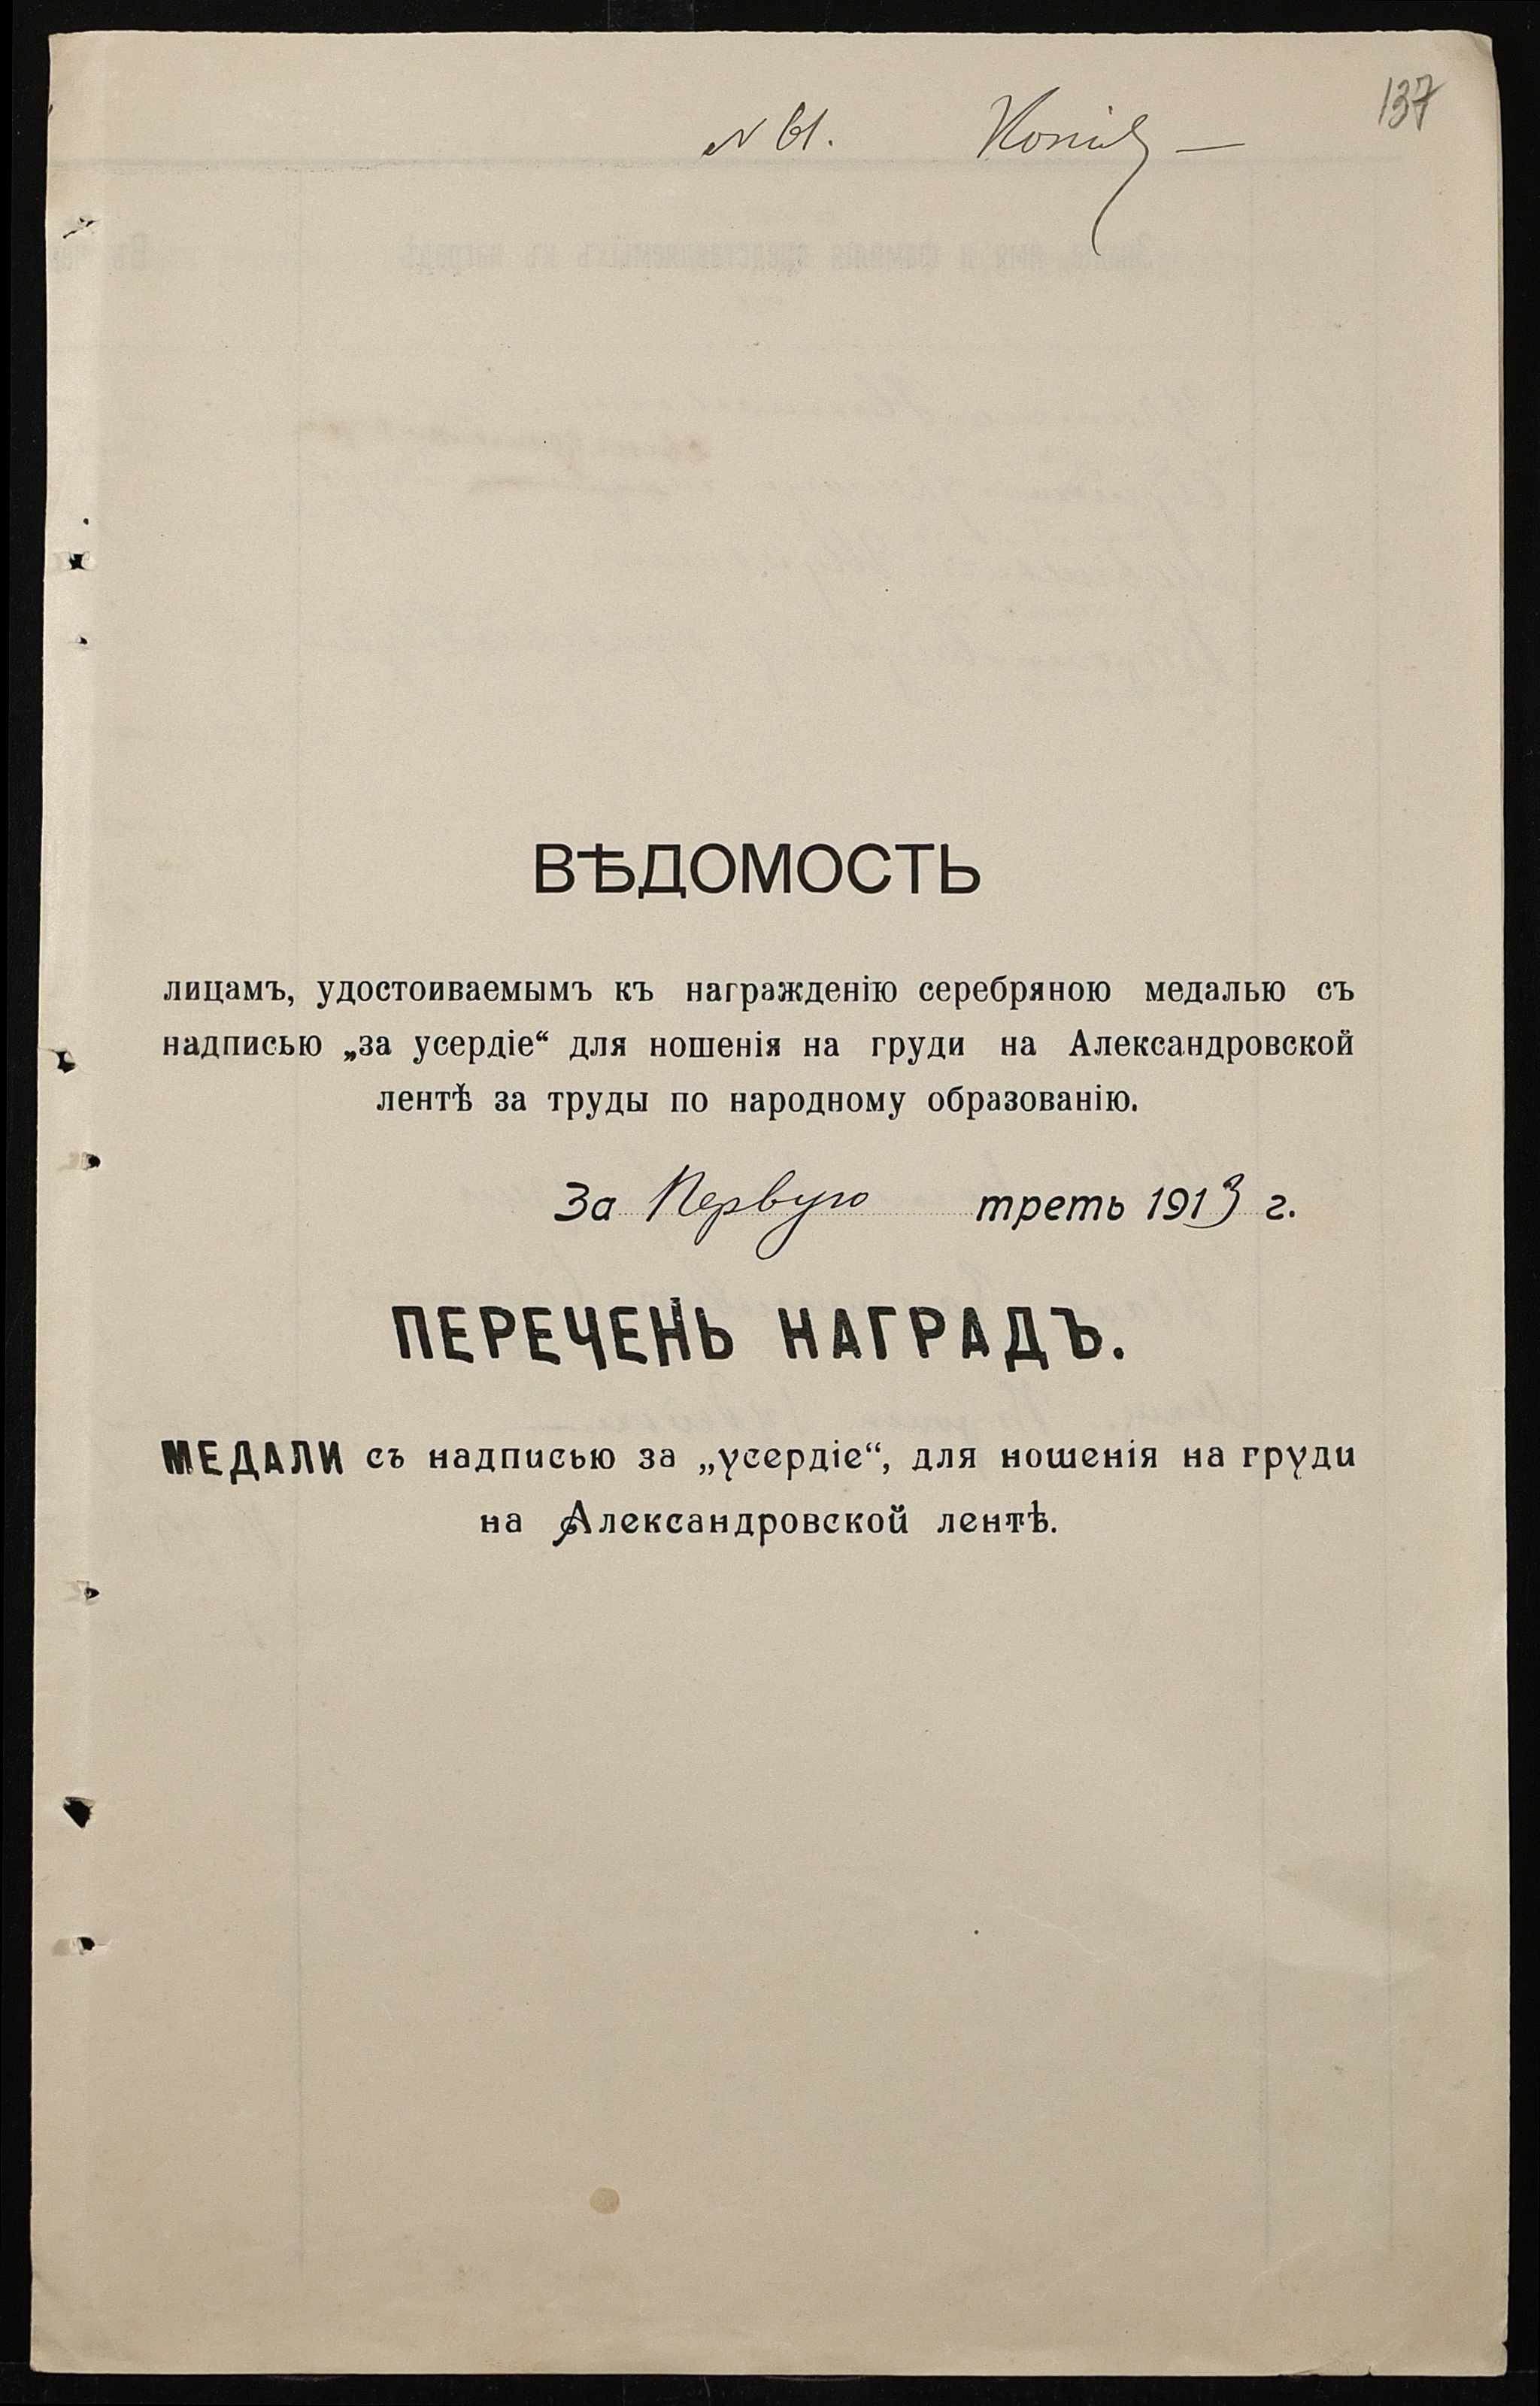 137
N 61. Копія
ВѢДОМОСТЬ
лицамъ, удостоиваемымъ къ награжденію серебряною медалью съ
надписью „за усердіе“ для ношенія на груди на Александровской
лентѣ за труды по народному образованію.
За Первую треть 1913 г.
ПЕРЕЧЕНЬ НАГРАДЪ.
МЕДАЛИ съ надписью за „усердіе“, для ношенія на груди
на Александровской лентѣ.